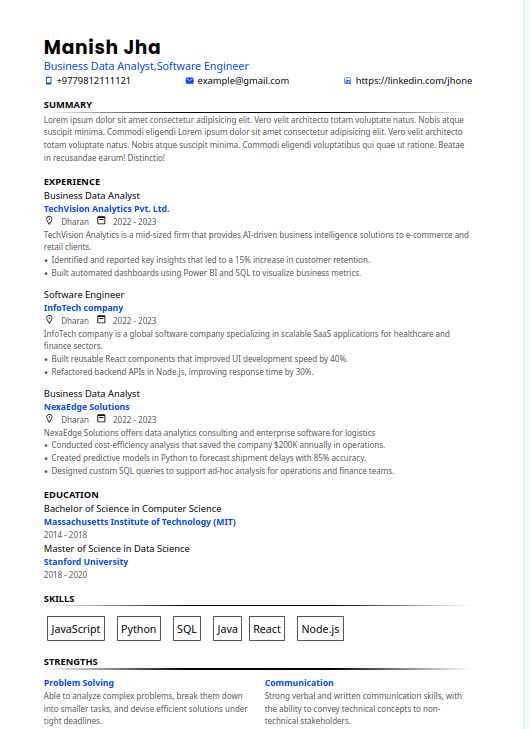 Manish Jha
Business Data Analyst,Software Engineer
+9779812111121 example@gmail.com https://linkedin.com/jhone
SUMMARY
Lorem ipsum dolor sit amet consectetur adipisicing elit. Vero velit architecto totam voluptate natus. Nobis atque
suscipit minima. Commodi eligendi Lorem ipsum dolor sit amet consectetur adipisicing elit. Vero velit architecto
totam voluptate natus. Nobis atque suscipit minima. Commodi eligendi voluptatibus qui quae ut ratione. Beatae
in recusandae earum! Distinctio!
EXPERIENCE
Business Data Analyst
TechVision Analytics Pvt. Ltd.
Dharan 2022 - 2023
TechVision Analytics is a mid-sized firm that provides AI-driven business intelligence solutions to e-commerce and
retail clients.
• Identified and reported key insights that led to a 15% increase in customer retention.
• Built automated dashboards using Power BI and SQL to visualize business metrics.
Software Engineer
InfoTech company
Dharan 2022 - 2023
InfoTech company is a global software company specializing in scalable SaaS applications for healthcare and
finance sectors.
• Built reusable React components that improved UI development speed by 40%.
• Refactored backend APIs in Node.js, improving response time by 30%.
Business Data Analyst
NexaEdge Solutions
Dharan 2022 - 2023
NexaEdge Solutions offers data analytics consulting and enterprise software for logistics
• Conducted cost-efficiency analysis that saved the company $200K annually in operations.
• Created predictive models in Python to forecast shipment delays with 85% accuracy.
• Designed custom SQL queries to support ad-hoc analysis for operations and finance teams.
EDUCATION
Bachelor of Science in Computer Science
Massachusetts Institute of Technology (MIT)
2014 - 2018
Master of Science in Data Science
Stanford University
2018 - 2020
SKILLS
JavaScript Python SQL Java React Node.js
STRENGTHS
Problem Solving
Able to analyze complex problems, break them down
into smaller tasks, and devise efficient solutions under
tight deadlines.
Communication
Strong verbal and written communication skills, with
the ability to convey technical concepts to non-
technical stakeholders.